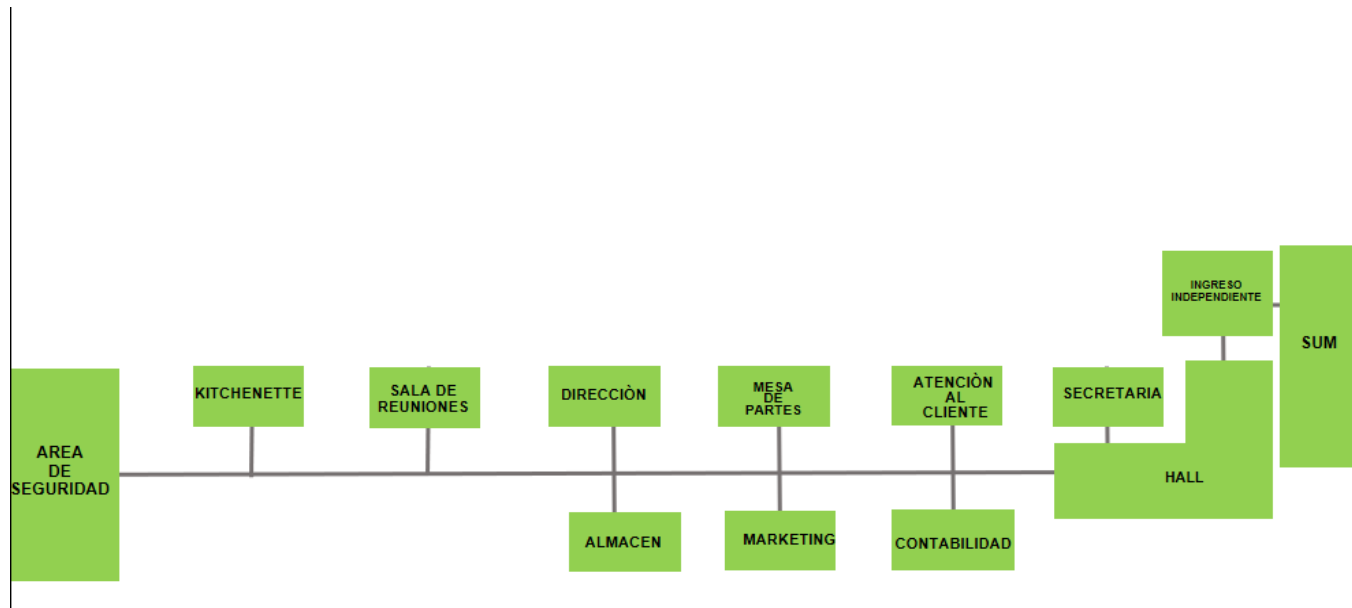 INGRESO
INDEPENDIENTE
SUM
KITCHENETTE
SALA DE
REUNIONES
DIRECCIÒN
MESA
DE
PARTES
ATENCIÒN
AL
CLIENTE
SECRETARIA
AREA
DE
SEGURIDAD
HALL
ALMACEN
MARKETING
CONTABILIDAD